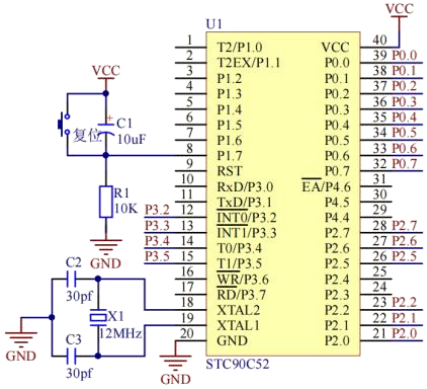 VCC
U1
1 T2/P1.0 VCC 40
2 T2EX/P1.1 P0.0 39 P0.0
3 P1.2 P0.1 38 P0.1
4 P1.3 P0.2 37 P0.2
5 P1.4 P0.3 36 P0.3
6 P1.5 P0.4 35 P0.4
7 P1.6 P0.5 34 P0.5
8 P1.7 P0.6 33 P0.6
9 RST P0.7 32 P0.7
10 RxD/P3.0 EA/P4.6 31
11 TxD/P3.1 P4.5 30
P3.2 12 INT0/P3.2 P4.4 29
P3.3 13 INT1/P3.3 P2.7 28 P2.7
P3.4 14 T0/P3.4 P2.6 27 P2.6
P3.5 15 T1/P3.5 P2.5 26 P2.5
16 WR/P3.6 P2.4 25
17 RD/P3.7 P2.3 24
18 XTAL2 P2.2 23 P2.2
19 XTAL1 P2.1 22 P2.1
20 GND P2.0 21 P2.0
STC90C52
VCC
复位
C1
10uF
R1
10K
GND
C2
30pf
X1
12MHz
C3
30pf
GND
GND